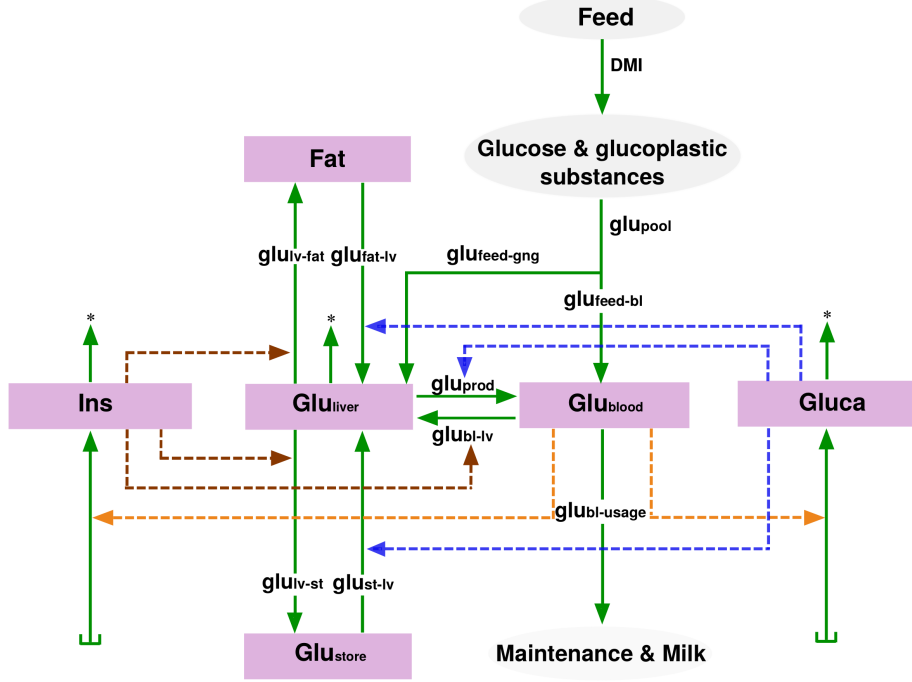 Feed
DMI
Glucose & glucoplastic
substances
Fat
glupool
glulv-fat
glufat-lv
glufeed-gng
glufeed-bl
*
*
*
Ins
Gluliver
gluprod
Glublood
Gluca
glubl-lv
glubl-usage
glulv-st
glust-lv
Glustore
Maintenance & Milk